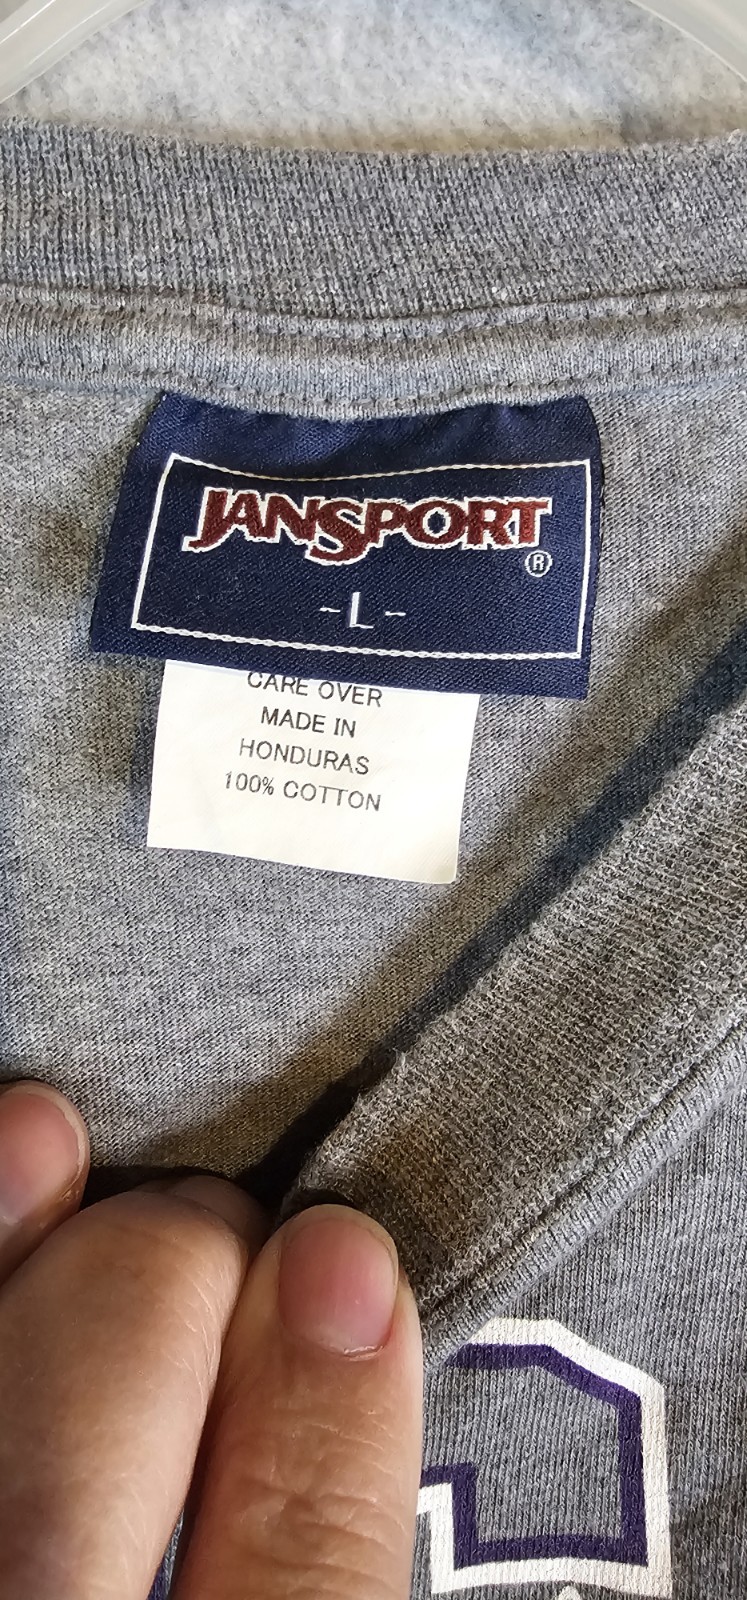 JANSPORT
®
-L-
CARE OVER
MADE IN
HONDURAS
100% COTTON